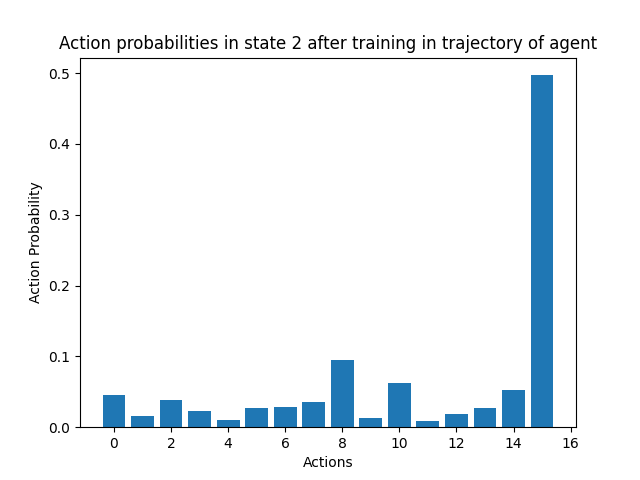 Action probabilities in state 2 after training in trajectory of agent
0.5
0.4
0.3
0.2
0.1
0.0
Action Probability
0 2 4 6 8 10 12 14 16
Actions